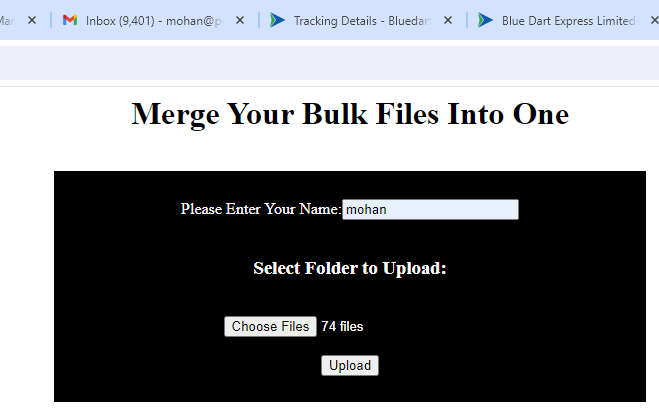 Inbox (9,401) - mohan@p
Tracking Details - Bluedar
Blue Dart Express Limited
Merge Your Bulk Files Into One
Please Enter Your Name: mohan
Select Folder to Upload:
Choose Files 74 files
Upload